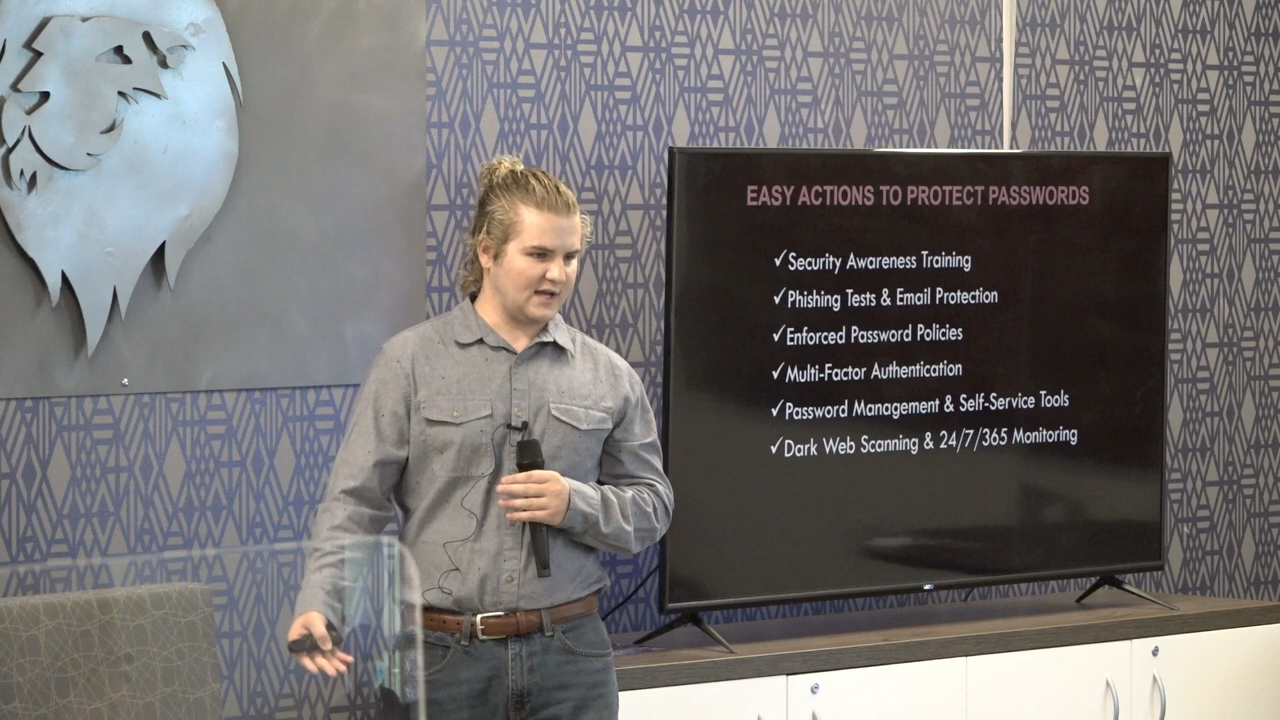 EASY ACTIONS TO PROTECT PASSWORDS
✓Security Awareness Training
✓Phishing Tests & Email Protection
✓Enforced Password Policies
✓Multi-Factor Authentication
✓Password Management & Self-Service Tools
✓Dark Web Scanning & 24/7/365 Monitoring